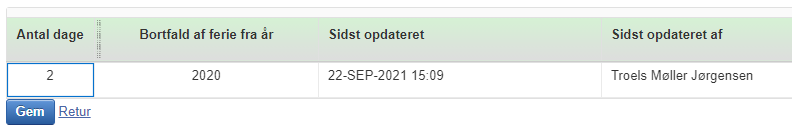 Antal dage Bortfald af ferie fra år Sidst opdateret Sidst opdateret af
2 2020 22-SEP-2021 15:09 Troels Møller Jørgensen
Gem Retur